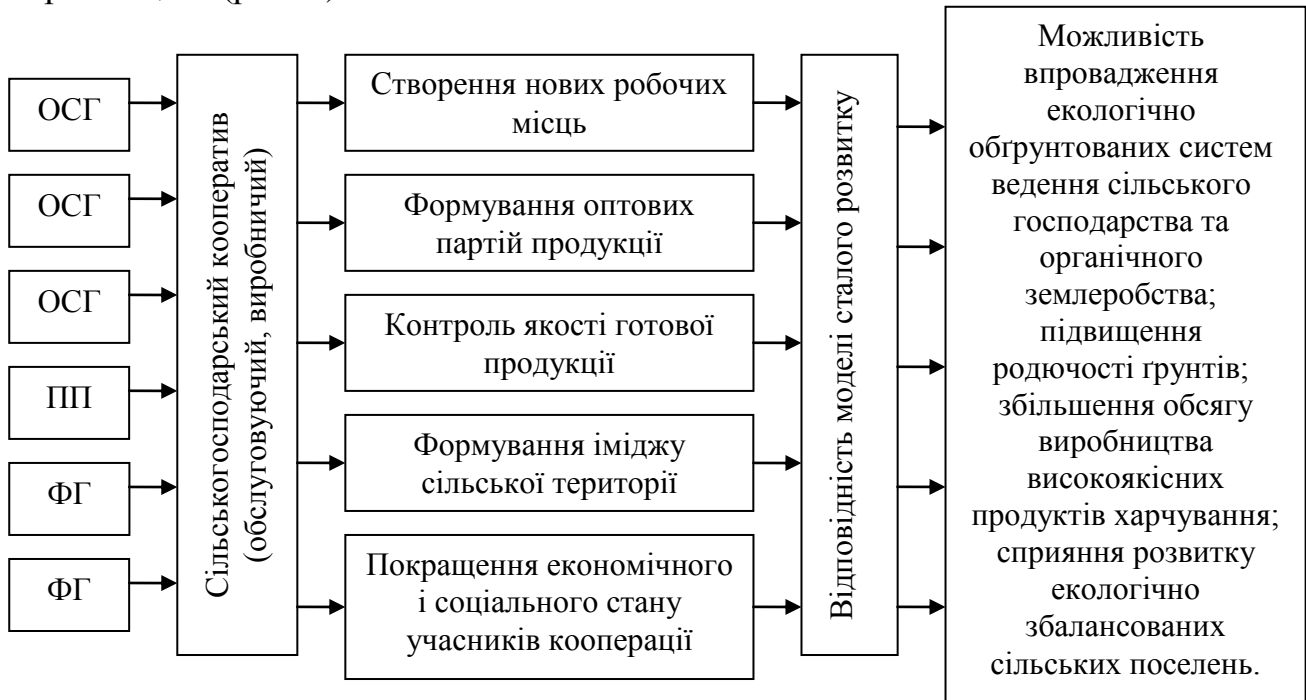 ОСГ
ОСГ
ОСГ
ПП
ФГ
ФГ
Сільськогосподарський кооператив
(обслуговуючий, виробничий)
Створення нових робочих
місць
Формування оптових
партій продукції
Контроль якості готової
продукції
Формування іміджу
сільської території
Покращення економічного
і соціального стану
учасників кооперації
Відповідність моделі сталого розвитку
Можливість
впровадження
екологічно
обґрунтованих систем
ведення сільського
господарства та
органічного
землеробства;
підвищення
родючості ґрунтів;
збільшення обсягу
виробництва
високоякісних
продуктів харчування;
сприяння розвитку
екологічно
збалансованих
сільських поселень.